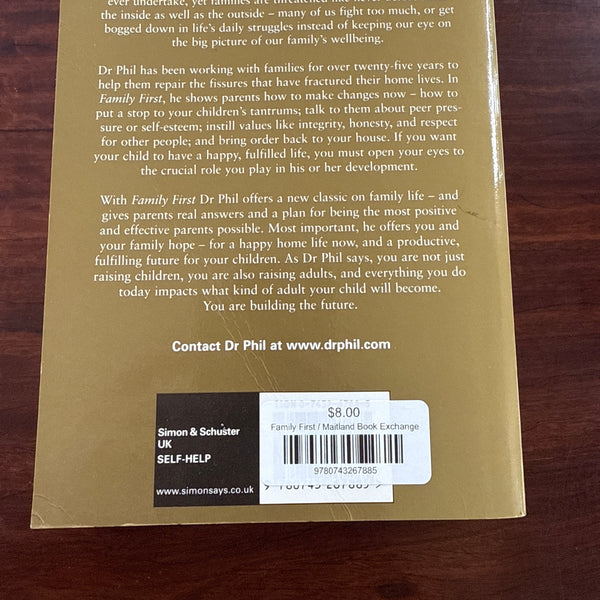 the inside as well as the outside – many of us fight too much, or get
bogged down in life's daily struggles instead of keeping our eye on
the big picture of our family's wellbeing.
Dr Phil has been working with families for over twenty-five years to
help them repair the fissures that have fractured their home lives. In
Family First, he shows parents how to make changes now – how to
put a stop to your children's tantrums; talk to them about peer pres-
sure or self-esteem; instill values like integrity, honesty, and respect
for other people; and bring order back to your house. If you want
your child to have a happy, fulfilled life, you must open your eyes to
the crucial role you play in his or her development.
With Family First Dr Phil offers a new classic on family life – and
gives parents real answers and a plan for being the most positive
and effective parents possible. Most important, he offers you and
your family hope – for a happy home life now, and a productive,
fulfilling future for your children. As Dr Phil says, you are not just
raising children, you are also raising adults, and everything you do
today impacts what kind of adult your child will become.
You are building the future.
Contact Dr Phil at www.drphil.com
Simon & Schuster
UK
SELF-HELP
www.simonsays.co.uk
$8.00
Family First / Maitland Book Exchange
9780743267885